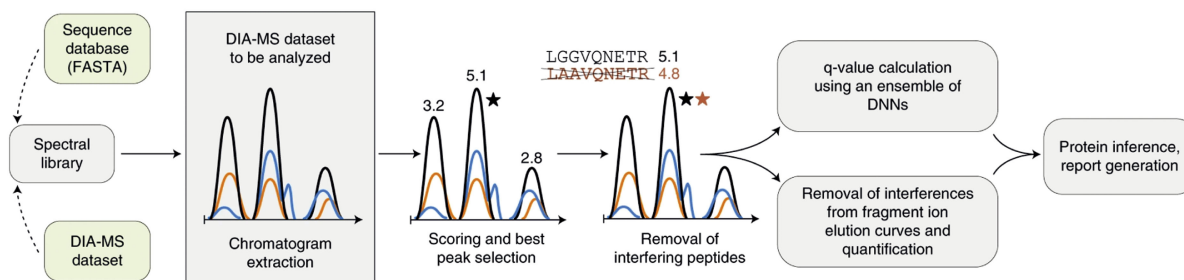 Sequence
database
(FASTA)
Spectral
library
DIA-MS
dataset
DIA-MS dataset
to be analyzed
Chromatogram
extraction
3.2
5.1
2.8
Scoring and best
peak selection
LGGVQNETR 5.1
LAAVQNETR 4.8
Removal of
interfering peptides
q-value calculation
using an ensemble of
DNNs
Removal of interferences
from fragment ion
elution curves and
quantification
Protein inference,
report generation